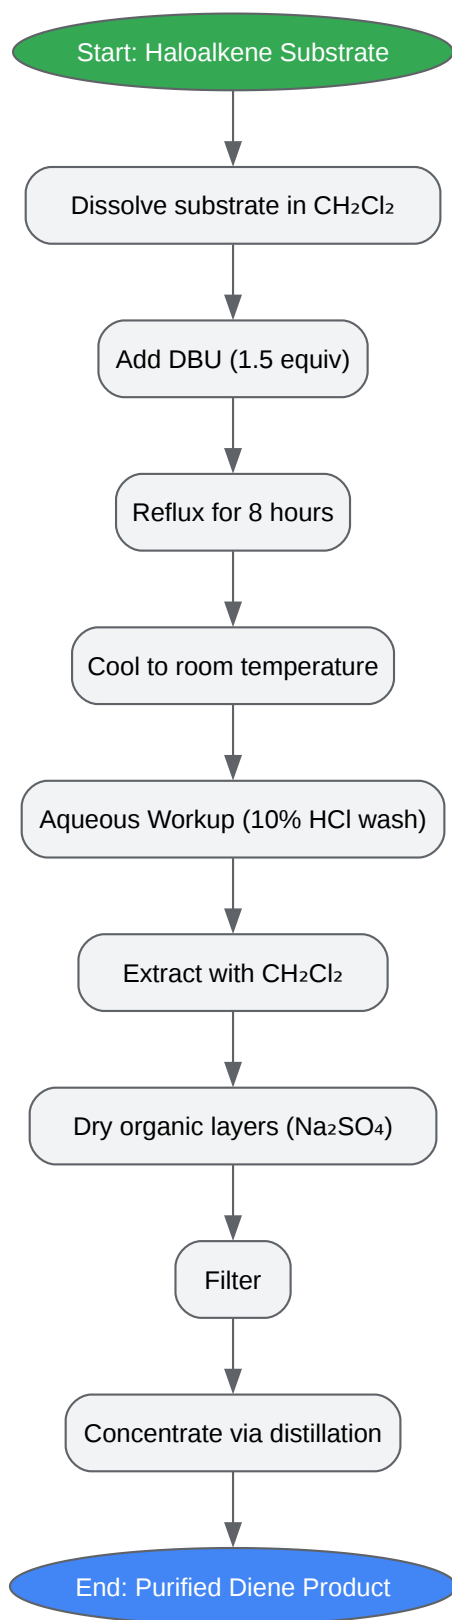 Start: Haloalkene Substrate
Dissolve substrate in CH₂Cl₂
Add DBU (1.5 equiv)
Reflux for 8 hours
Cool to room temperature
Aqueous Workup (10% HCl wash)
Extract with CH₂Cl₂
Dry organic layers (Na₂SO₄)
Filter
Concentrate via distillation
End: Purified Diene Product